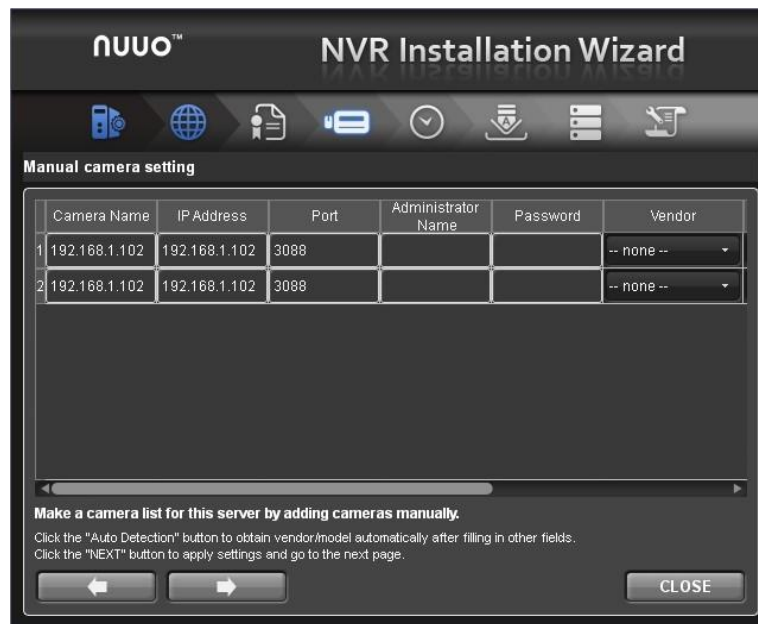 nuuo™ NVR Installation Wizard
Manual camera setting
Camera Name IP Address Port Administrator Name Password Vendor
1 192.168.1.102 192.168.1.102 3088 -- none --
2 192.168.1.102 192.168.1.102 3088 -- none --
Make a camera list for this server by adding cameras manually.
Click the "Auto Detection" button to obtain vendor/model automatically after filling in other fields.
Click the "NEXT" button to apply settings and go to the next page.
CLOSE